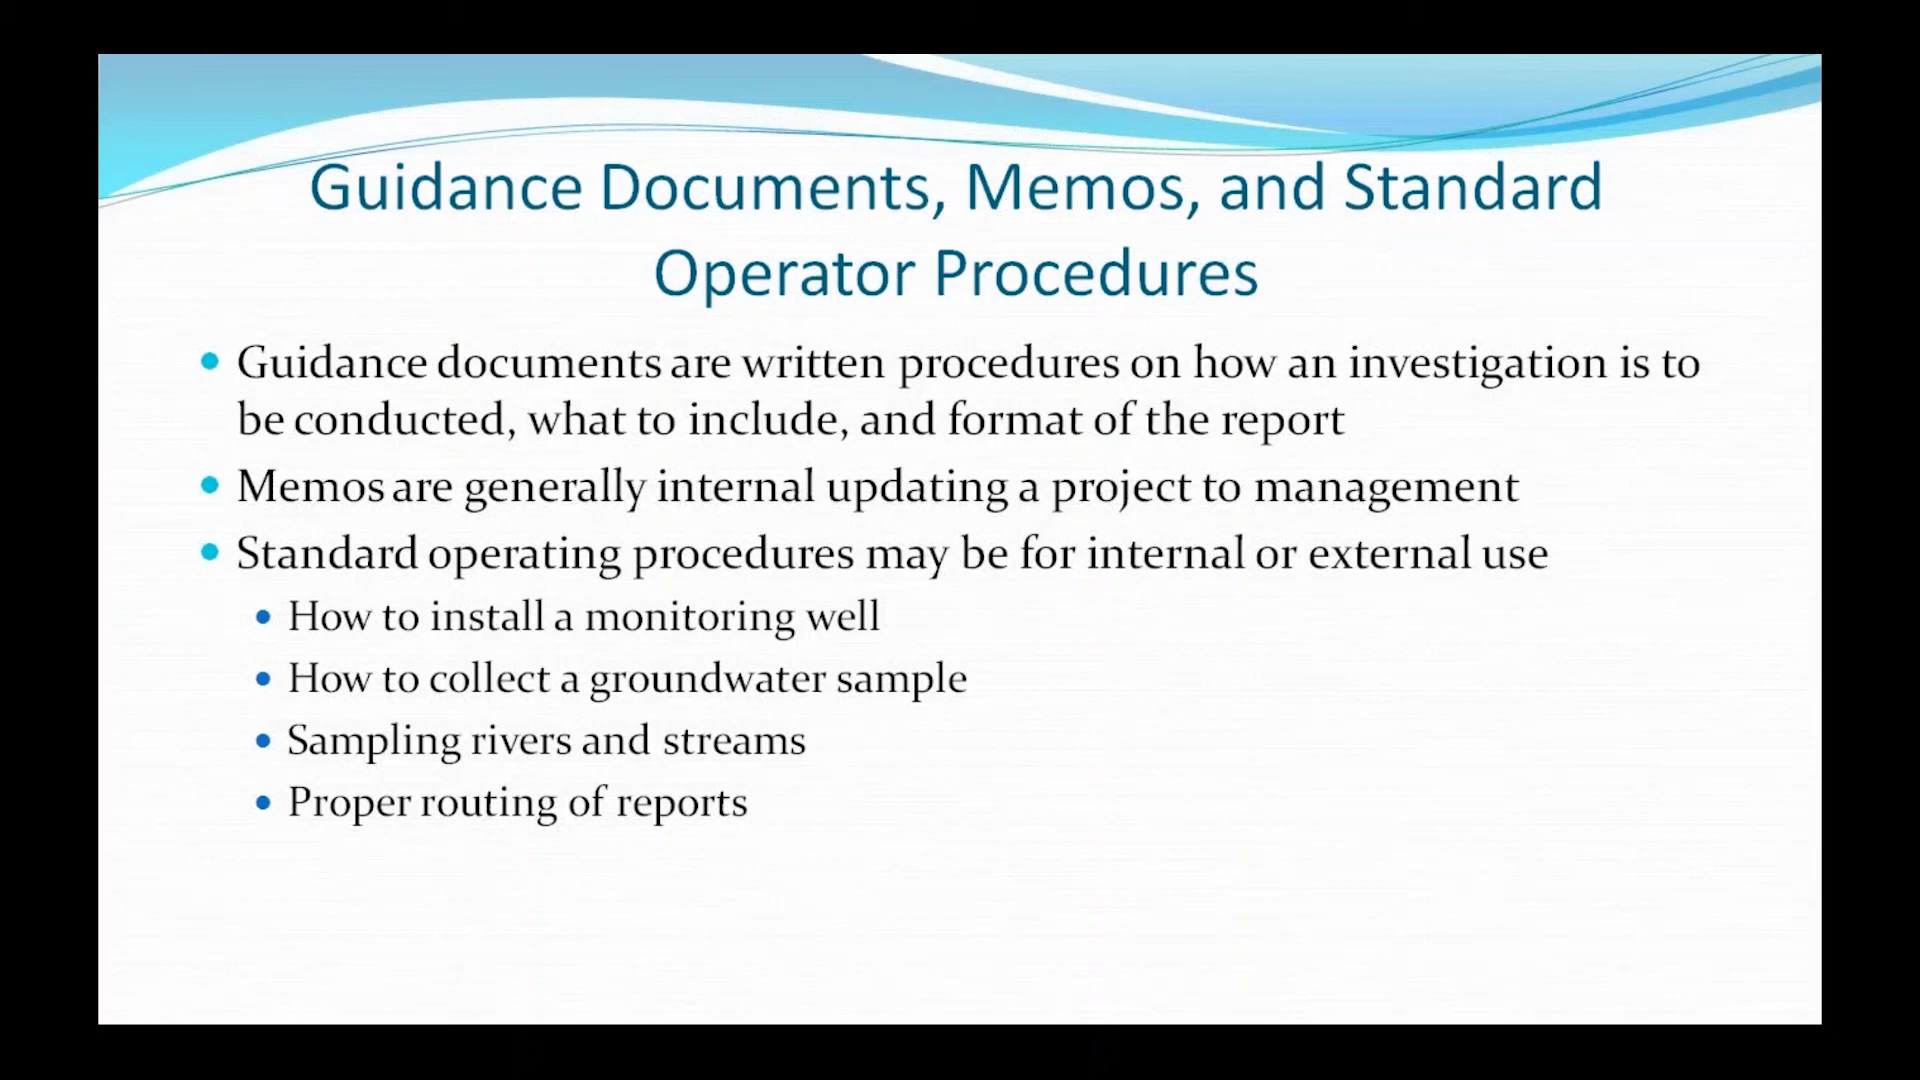 Guidance Documents, Memos, and Standard
Operator Procedures
• Guidance documents are written procedures on how an investigation is to
be conducted, what to include, and format of the report
• Memos are generally internal updating a project to management
• Standard operating procedures may be for internal or external use
• How to install a monitoring well
• How to collect a groundwater sample
• Sampling rivers and streams
• Proper routing of reports